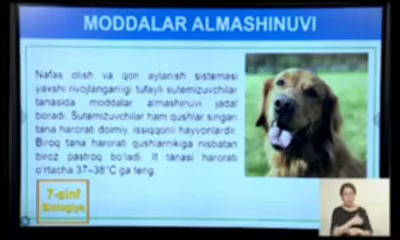 MODDALAR ALMASHINUVI
Nafas olish va qon aylanish sistemasi
yaxshi rivojlanganligi tufayli sutemizuvchilar
tanasida moddalar almashinuvi jadal
boradi. Sutemizuvchilar ham qushlar singari
tana harorati doimiy, issiqqonli hayvonlardir.
Biroq tana harorati qushlarnikiga nisbatan
biroz pastroq bo'ladi. It tanasi harorati
o'rtacha 37–38°C ga teng.
7-sinf
Biologiya